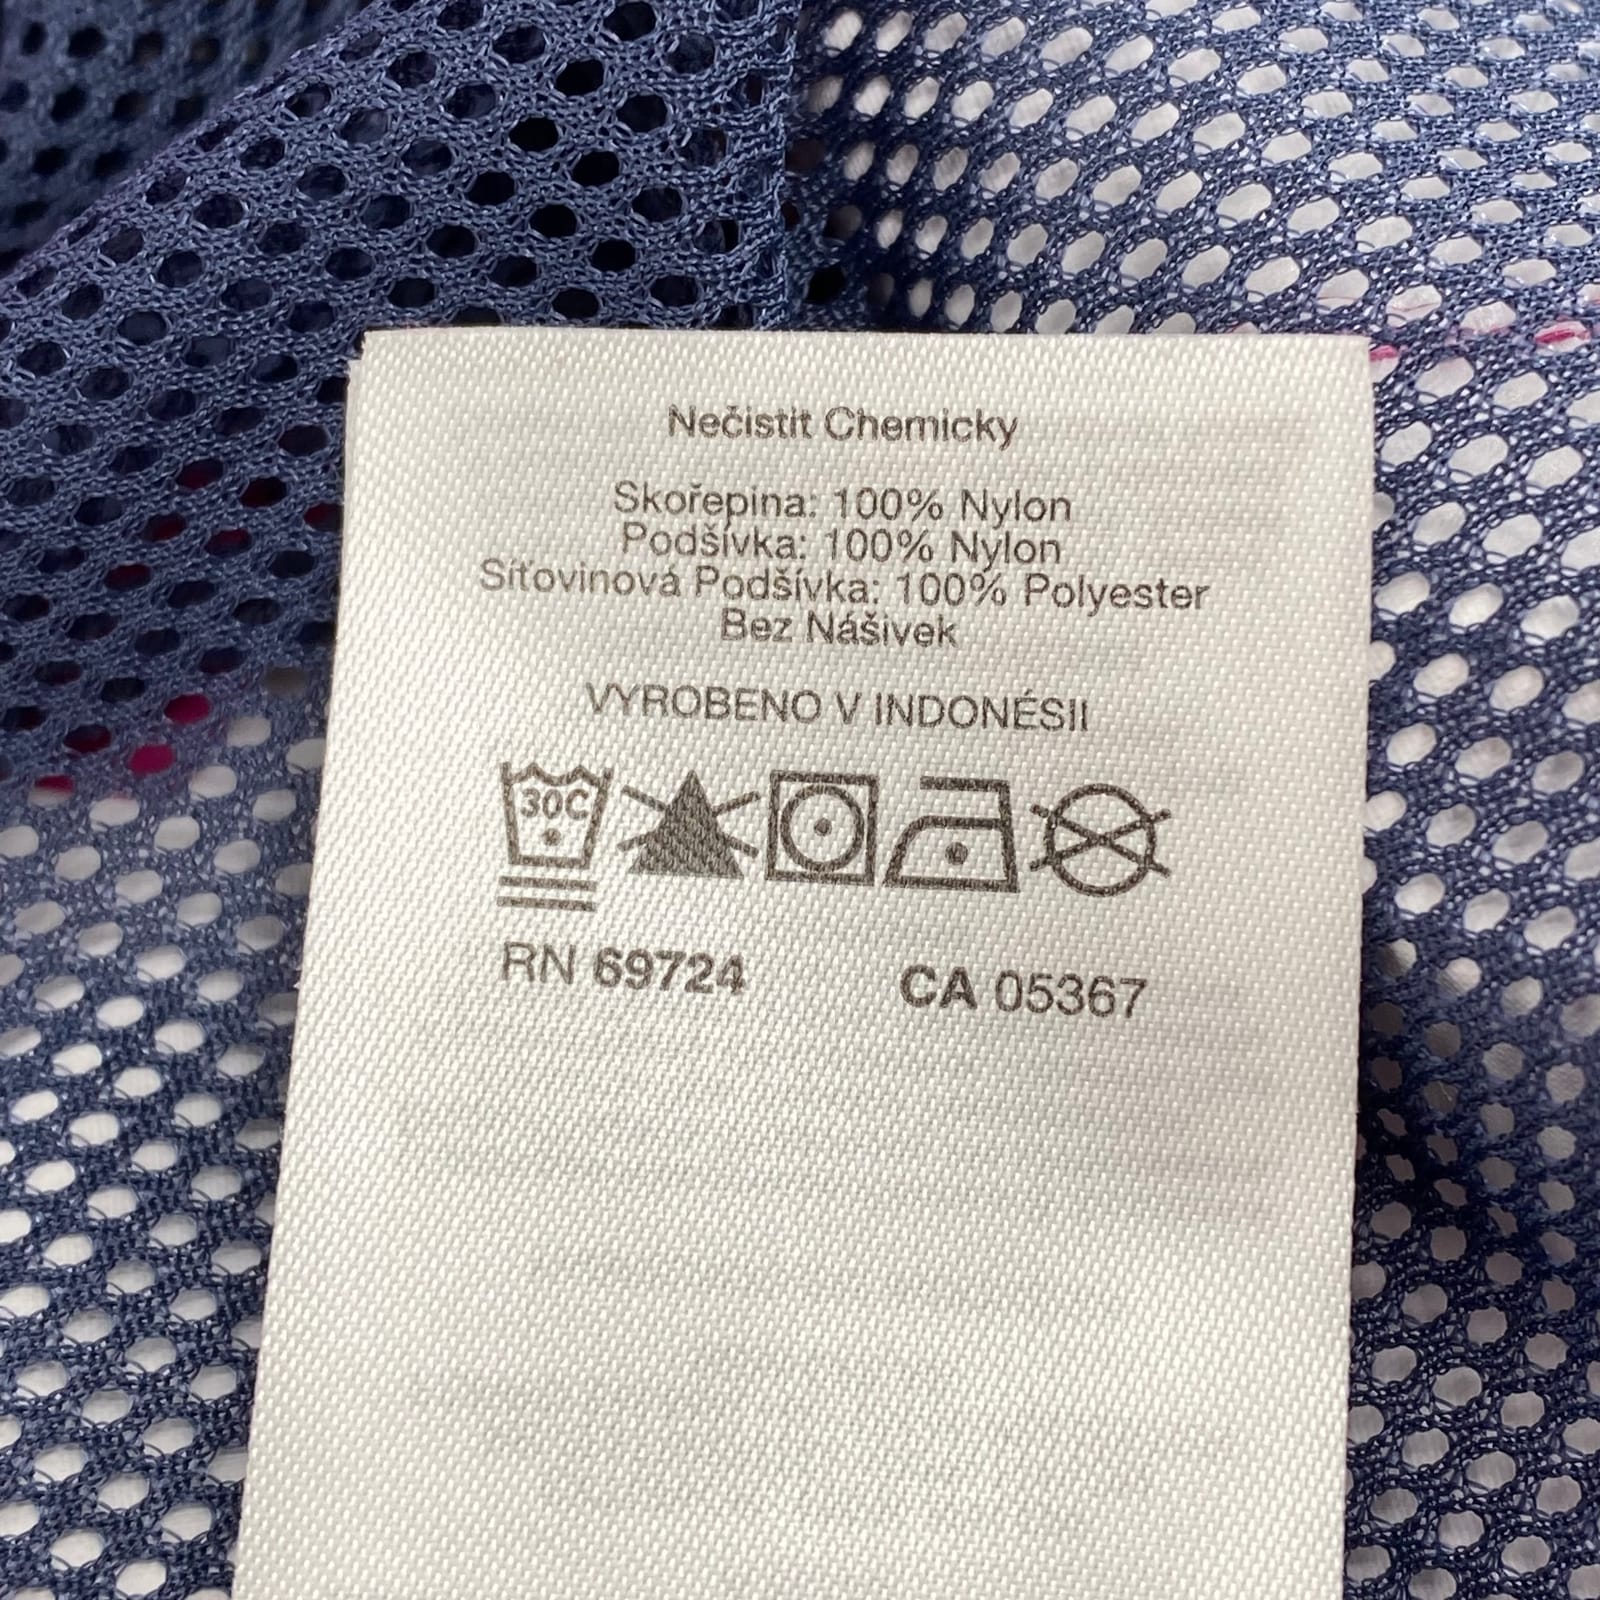 Nečistit Chemicky
Skořepina: 100% Nylon
Podšívka: 100% Nylon
Síťovinová Podšívka: 100% Polyester
Bez Nášivek
VYROBENO V INDONÉSII
30C
RN 69724 CA 05367